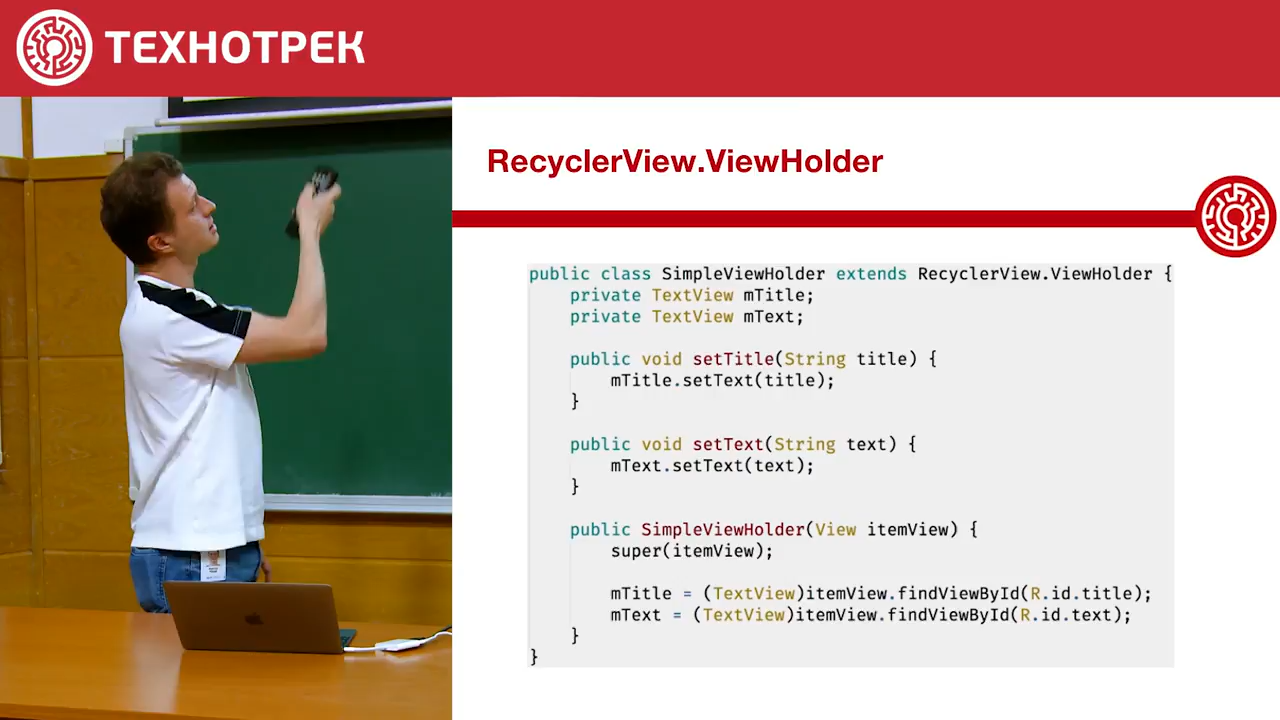 ТЕХНОТРЕК
RecyclerView.ViewHolder
public class SimpleViewHolder extends RecyclerView.ViewHolder {
    private TextView mTitle;
    private TextView mText;

    public void setTitle(String title) {
        mTitle.setText(title);
    }

    public void setText(String text) {
        mText.setText(text);
    }

    public SimpleViewHolder(View itemView) {
        super(itemView);

        mTitle = (TextView)itemView.findViewById(R.id.title);
        mText = (TextView)itemView.findViewById(R.id.text);
    }
}